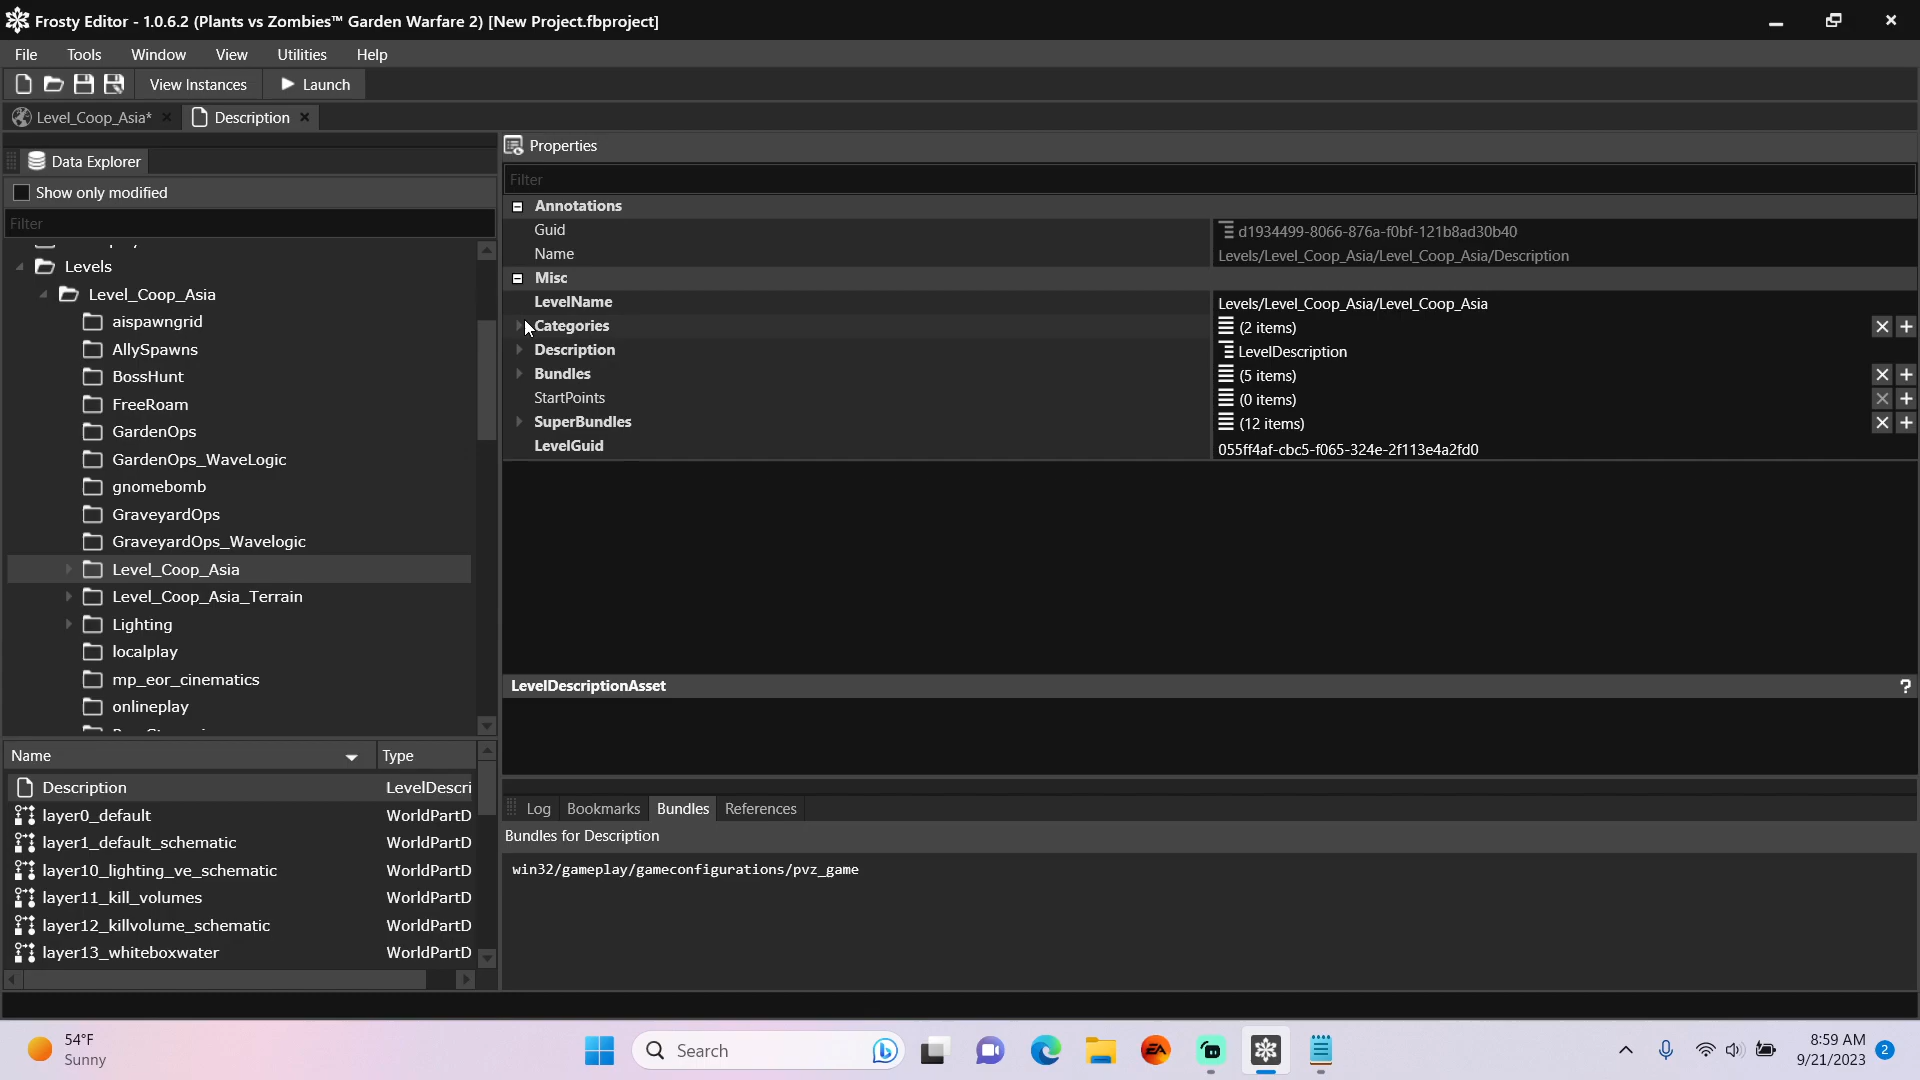 Frosty Editor - 1.0.6.2 (Plants vs Zombies™ Garden Warfare 2) [New Project.fbproject]
File Tools Window View Utilities Help
View Instances Launch
Level_Coop_Asia* Description
Data Explorer
Show only modified
Filter
Levels
Level_Coop_Asia
aispawngrid
AllySpawns
BossHunt
FreeRoam
GardenOps
GardenOps_WaveLogic
gnomebomb
GraveyardOps
GraveyardOps_Wavelogic
Level_Coop_Asia
Level_Coop_Asia_Terrain
Lighting
localplay
mp_eor_cinematics
onlineplay
Name Type
Description LevelDescri
layer0_default WorldPartD
layer1_default_schematic WorldPartD
layer10_lighting_ve_schematic WorldPartD
layer11_kill_volumes WorldPartD
layer12_killvolume_schematic WorldPartD
layer13_whiteboxwater WorldPartD
Properties
Filter
Annotations
Guid d1934499-8066-876a-f0bf-121b8ad30b40
Name Levels/Level_Coop_Asia/Level_Coop_Asia/Description
Misc
LevelName Levels/Level_Coop_Asia/Level_Coop_Asia
Categories (2 items)
Description LevelDescription
Bundles (5 items)
StartPoints (0 items)
SuperBundles (12 items)
LevelGuid 055ff4af-cbc5-f065-324e-2f113e4a2fd0
LevelDescriptionAsset ?
Log Bookmarks Bundles References
Bundles for Description
win32/gameplay/gameconfigurations/pvz_game
54°F
Sunny
Search
EA
8:59 AM
9/21/2023
2